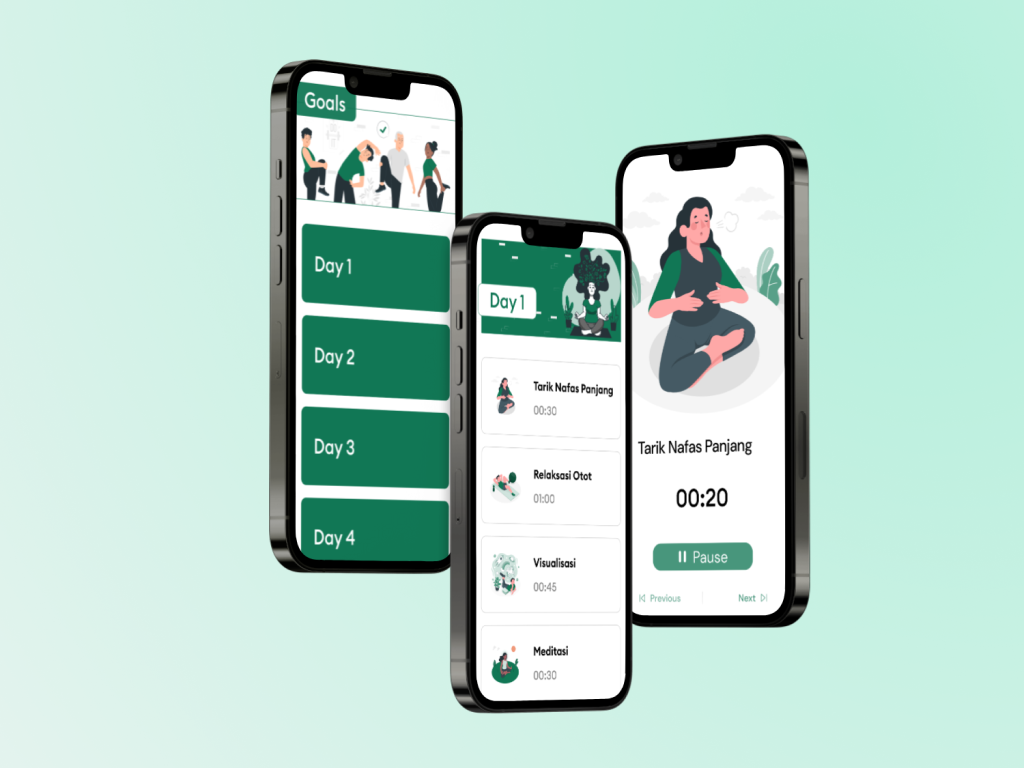 Goals
Day 1
Day 2
Day 3
Day 4
Day 1
Tarik Nafas Panjang
00:30
Relaksasi Otot
01:00
Visualisasi
00:45
Meditasi
00:30
Tarik Nafas Panjang
00:20
Pause
Previous
Next